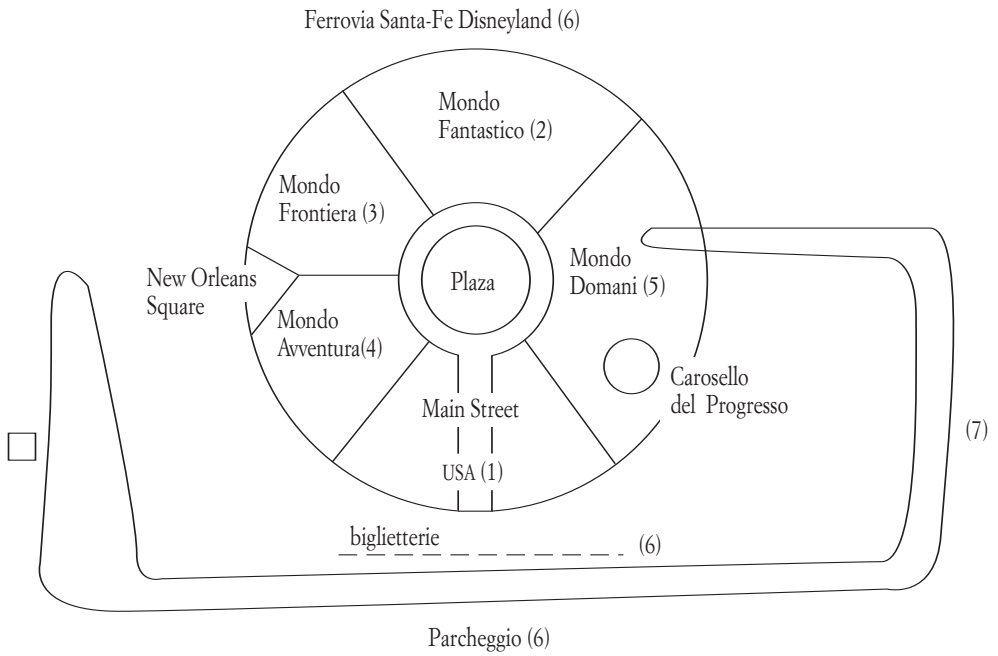 Ferrovia Santa-Fe Disneyland (6)
Mondo
Fantastico (2)
Mondo
Frontiera (3)
New Orleans
Square
Plaza
Mondo
Domani (5)
Mondo
Avventura(4)
Carosello
del Progresso
Main Street
(7)
USA (1)
biglietterie
(6)
Parcheggio (6)